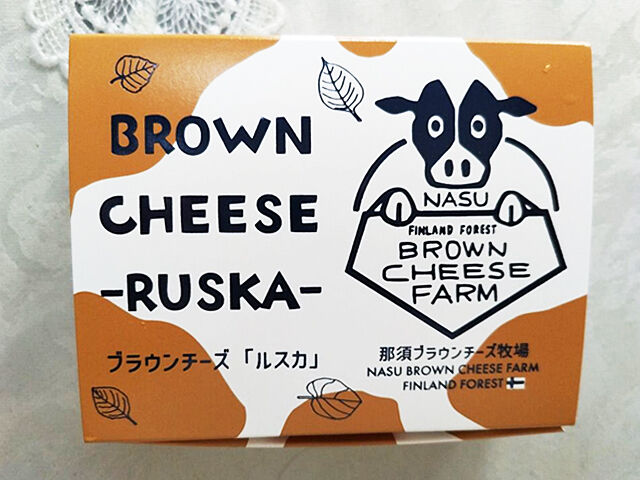 BROWN
CHEESE
-RUSKA-
ブラウンチーズ「ルスカ」
NASU
FINLAND FOREST
BROWN
CHEESE
FARM
那須ブラウンチーズ牧場
NASU BROWN CHEESE FARM
FINLAND FOREST